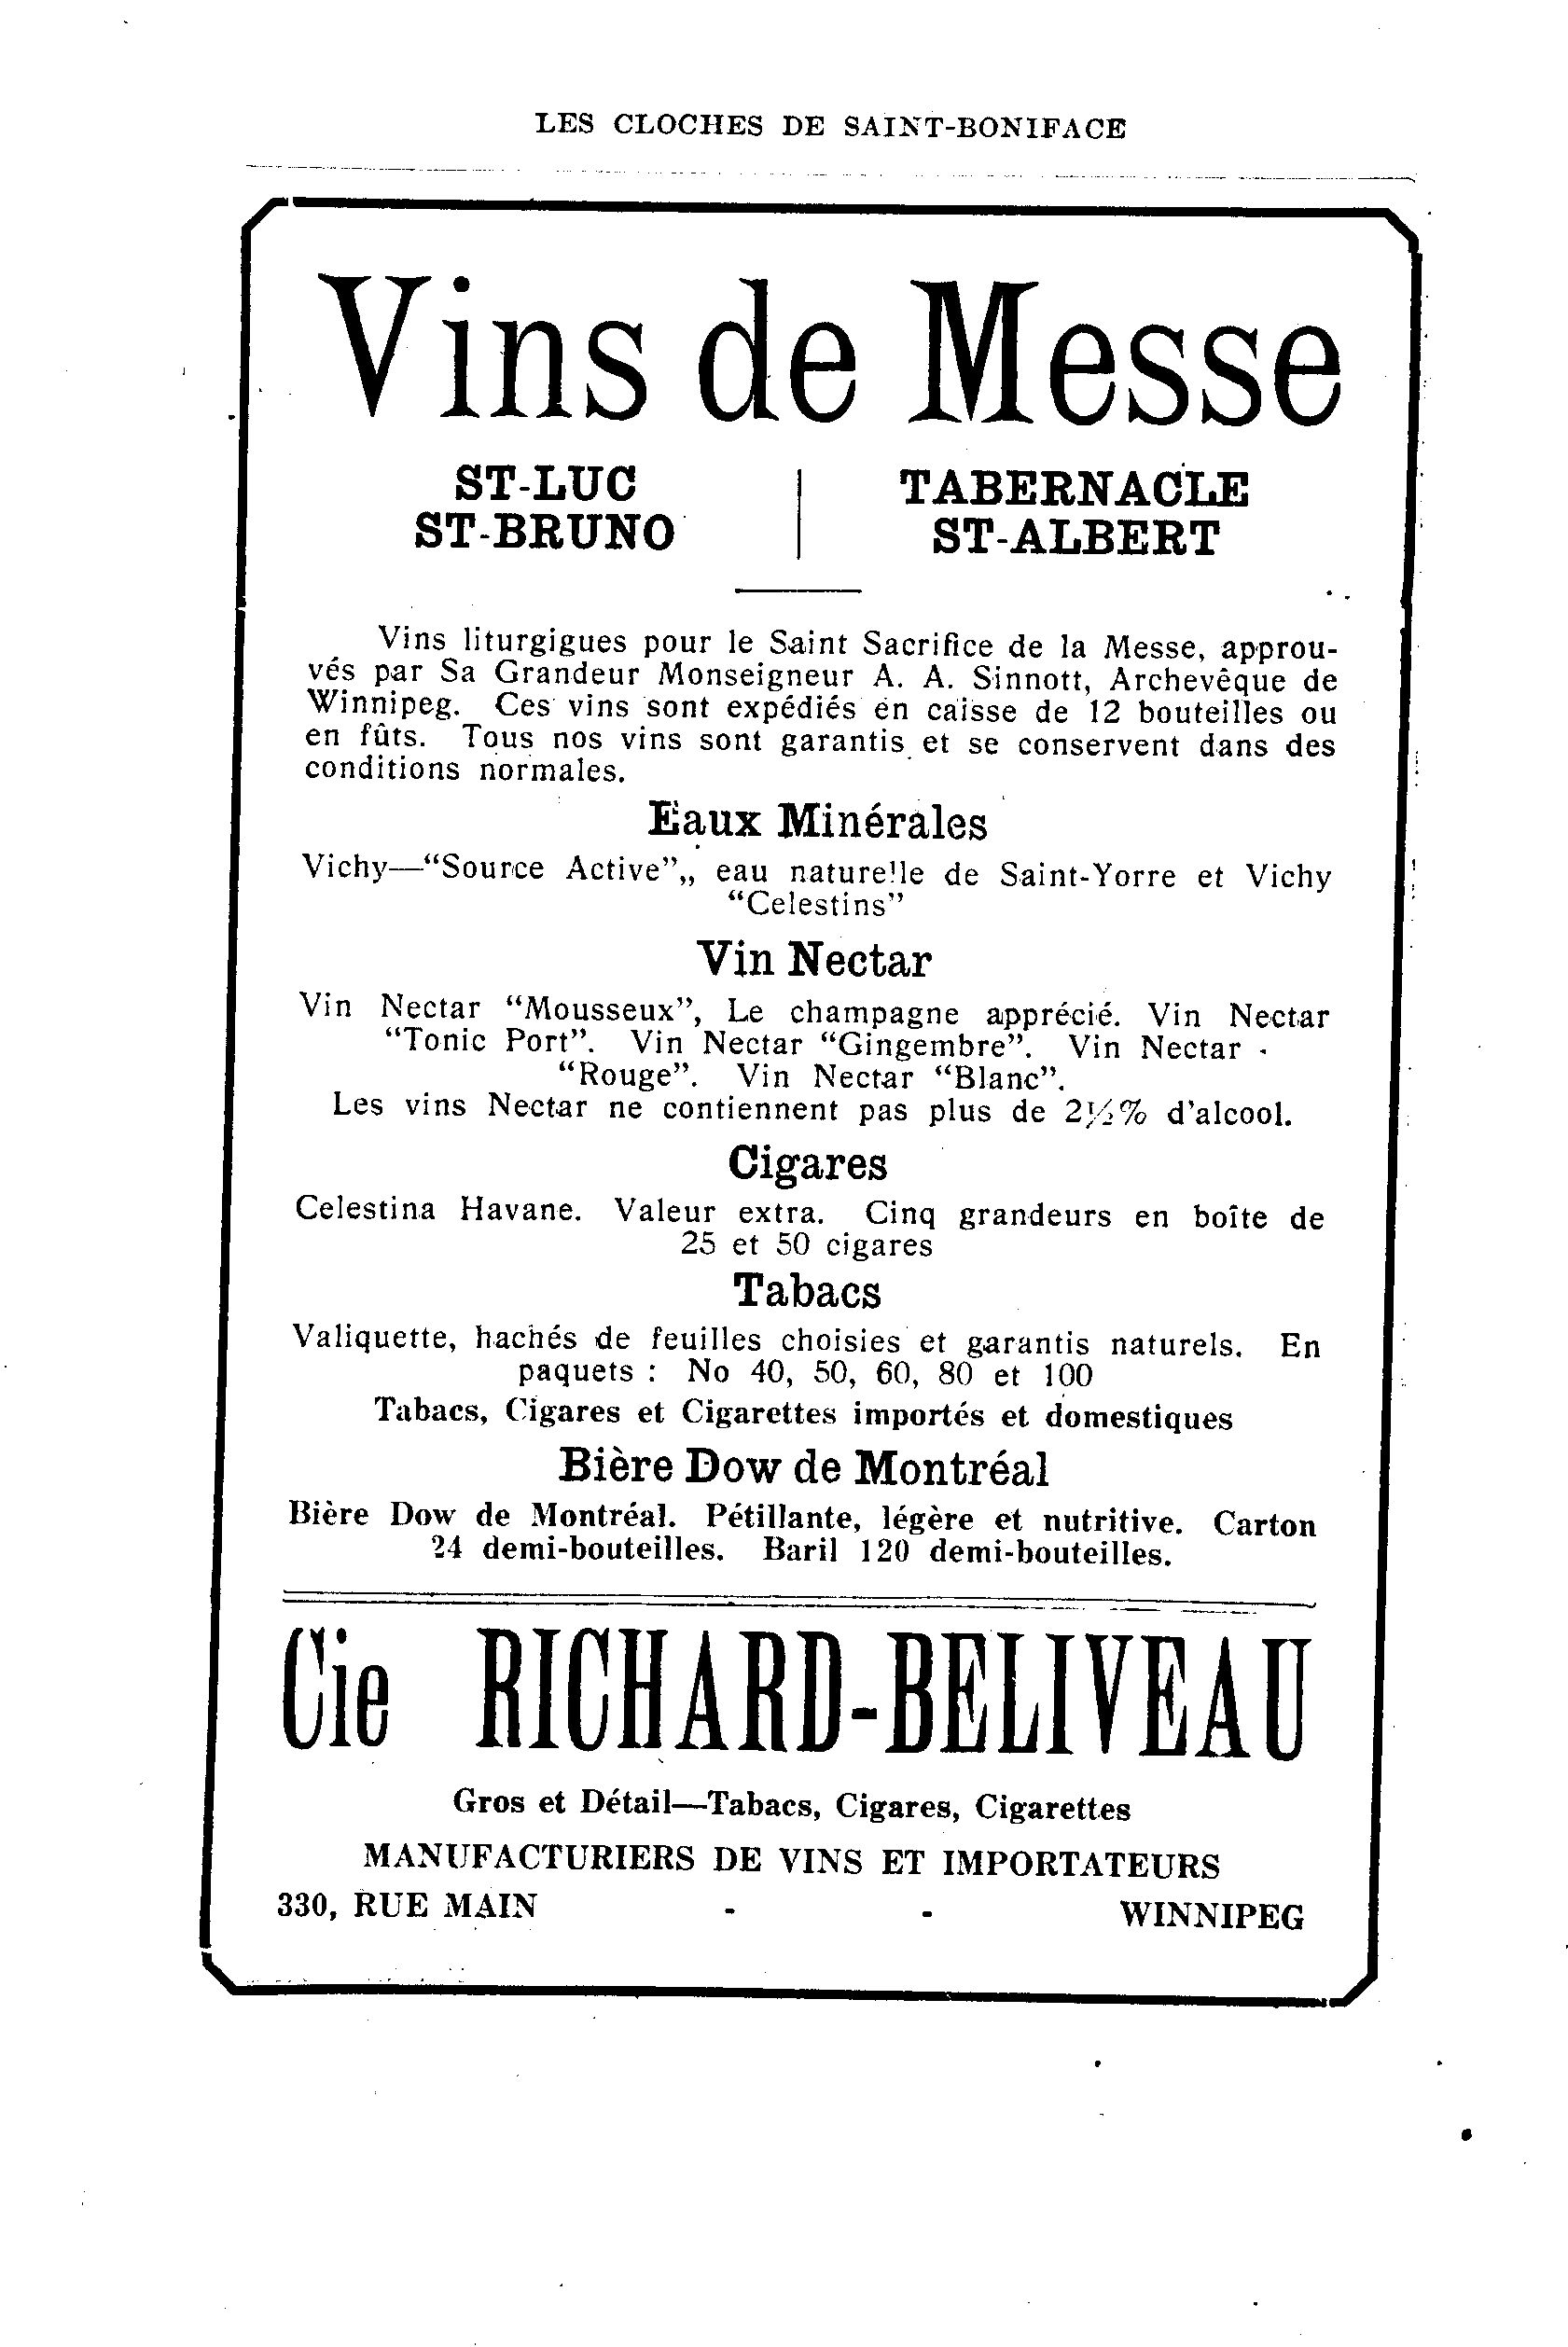 LES CLOCHES DE SAINT-BONIFACE
Vins de Messe
ST-LUC
ST-BRUNO
TABERNACLE
ST-ALBERT
Vins liturgigues pour le Saint Sacrifice de la Messe, approu-
vés par Sa Grandeur Monseigneur A. A. Sinnott, Archevêque de
Winnipeg. Ces vins sont expédiés en caisse de 12 bouteilles ou
en fûts. Tous nos vins sont garantis et se conservent dans des
conditions normales.
Eaux Minérales
Vichy—“Source Active”,, eau naturelle de Saint-Yorre et Vichy
“Celestins”
Vin Nectar
Vin Nectar “Mousseux”, Le champagne apprécié. Vin Nectar
“Tonic Port”. Vin Nectar “Gingembre”. Vin Nectar
“Rouge”. Vin Nectar “Blanc”.
Les vins Nectar ne contiennent pas plus de 2½% d'alcool.
Cigares
Celestina Havane. Valeur extra. Cinq grandeurs en boîte de
25 et 50 cigares
Tabacs
Valiquette, hachés de feuilles choisies et garantis naturels. En
paquets : No 40, 50, 60, 80 et 100
Tabacs, Cigares et Cigarettes importés et domestiques
Bière Dow de Montréal
Bière Dow de Montréal. Pétillante, légère et nutritive. Carton
24 demi-bouteilles. Baril 120 demi-bouteilles.
Cie RICHARD-BELIVEAU
Gros et Détail—Tabacs, Cigares, Cigarettes
MANUFACTURIERS DE VINS ET IMPORTATEURS
330, RUE MAIN - - WINNIPEG